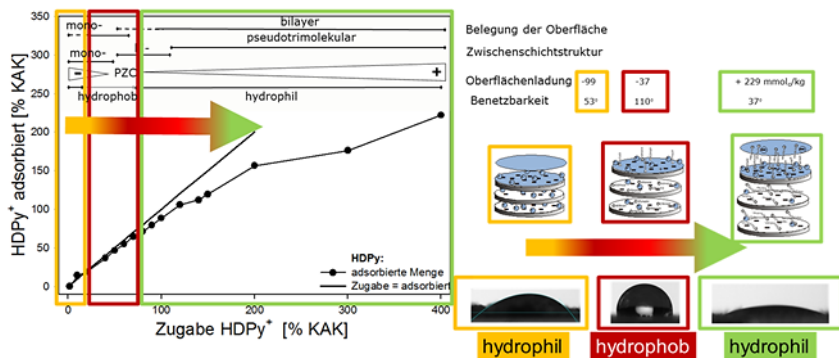 350
300
250
200
150
100
50
0
HDPy⁺ adsorbiert [% KAK]
mono-
bilayer
pseudotrimolekular
mono-
-
PZC
+
hydrophob
hydrophil
HDPy:
adsorbierte Menge
Zugabe = adsorbiert
0
100
200
300
400
Zugabe HDPy⁺ [% KAK]
Belegung der Oberfläche
Zwischenschichtstruktur
Oberflächenladung -99 -37 + 229 mmolc/kg
Benetzbarkeit 53° 110° 37°
hydrophil
hydrophob
hydrophil